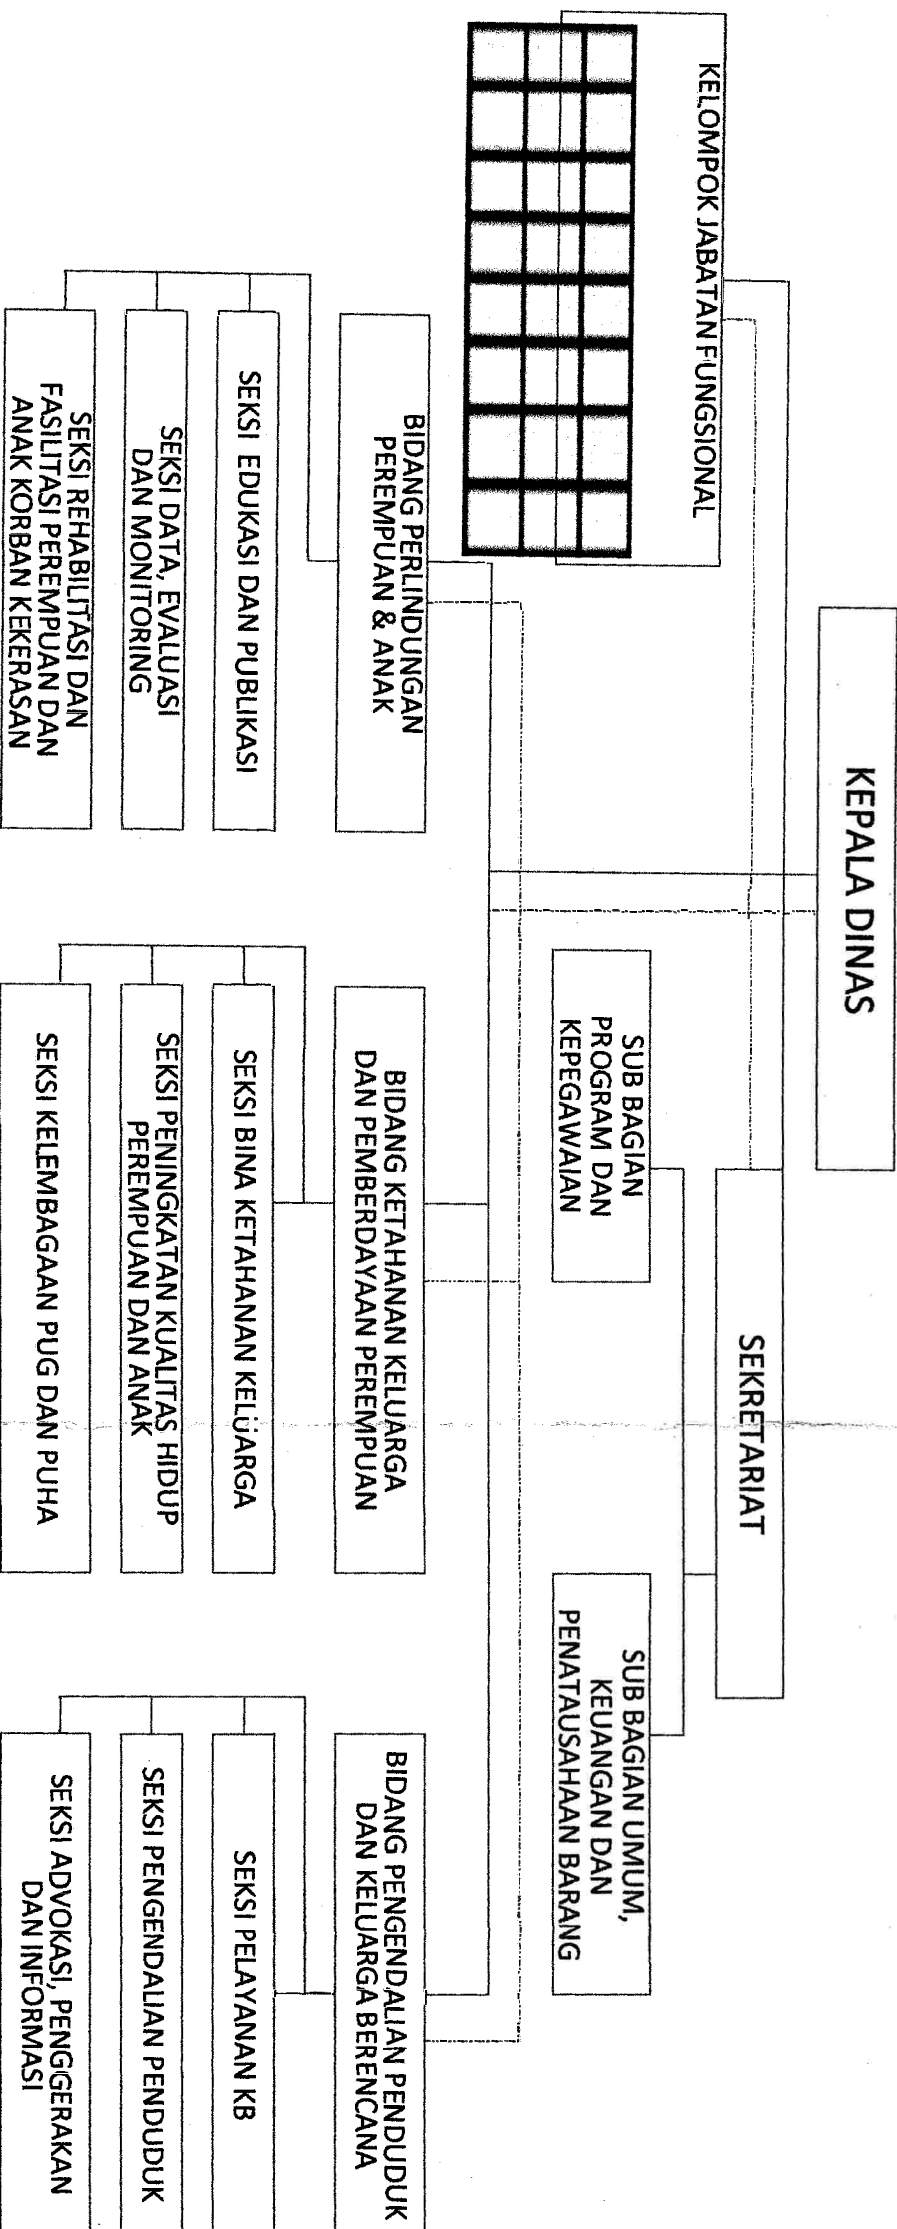 KEPALA DINAS
KELOMPOK JABATAN FUNGSIONAL
SEKRETARIAT
SUB BAGIAN
PROGRAM DAN
KEPEGAWAIAN
SUB BAGIAN UMUM,
KEUANGAN DAN
PENATAUSAHAAN BARANG
BIDANG PERLINDUNGAN
PEREMPUAN & ANAK
SEKSI EDUKASI DAN PUBLIKASI
SEKSI DATA, EVALUASI
DAN MONITORING
SEKSI REHABILITASI DAN
FASILITASI PEREMPUAN DAN
ANAK KORBAN KEKERASAN
BIDANG KETAHANAN KELUARGA
DAN PEMBERDAYAAN PEREMPUAN
SEKSI BINA KETAHANAN KELUARGA
SEKSI PENINGKATAN KUALITAS HIDUP
PEREMPUAN DAN ANAK
SEKSI KELEMBAGAAN PUG DAN PUHA
BIDANG PENGENDALIAN PENDUDUK
DAN KELUARGA BERENCANA
SEKSI PELAYANAN KB
SEKSI PENGENDALIAN PENDUDUK
SEKSI ADVOKASI, PENGGERAKAN
DAN INFORMASI